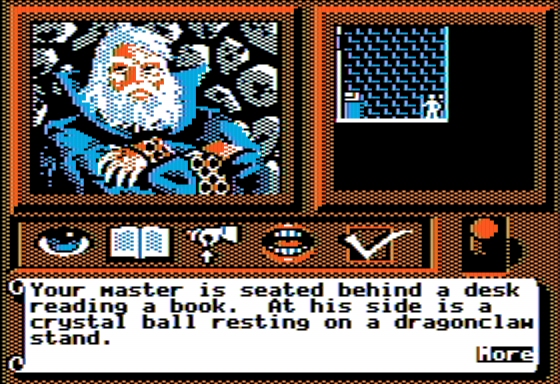 Your master is seated behind a desk
reading a book.  At his side is a
crystal ball resting on a dragonclaw
stand.
More